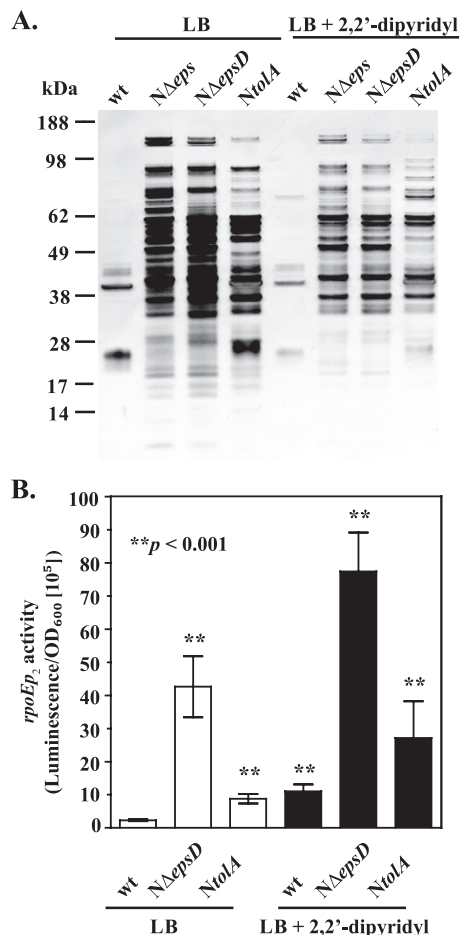 A.
LB
LB + 2,2'-dipyridyl
kDa
wt
NΔeps
NΔepsD
NtolA
wt
NΔeps
NΔepsD
NtolA
188
98
62
49
38
28
17
14
B.
rpoEp₂ activity
(Luminescence/OD₆₀₀ [10⁵])
100
90
80
70
60
50
40
30
20
10
0
**p < 0.001
**
**
**
**
**
wt
NΔepsD
NtolA
wt
NΔepsD
NtolA
LB
LB + 2,2'-dipyridyl